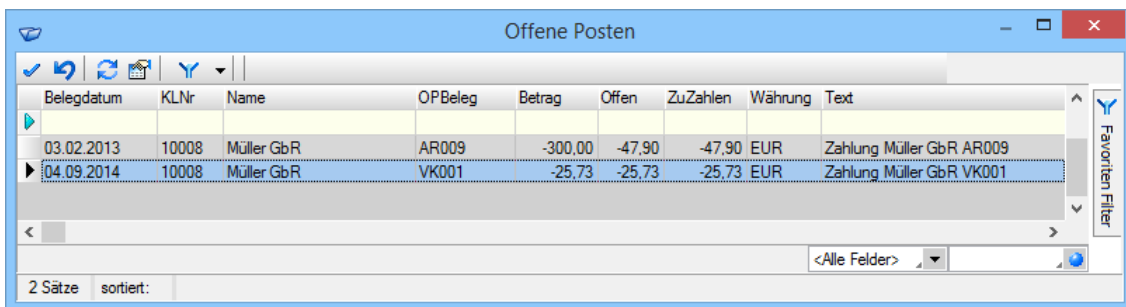 Offene Posten
Belegdatum KLNr Name OPBeleg Betrag Offen ZuZahlen Währung Text
03.02.2013 10008 Müller GbR AR009 -300,00 -47,90 -47,90 EUR Zahlung Müller GbR AR009
04.09.2014 10008 Müller GbR VK001 -25,73 -25,73 -25,73 EUR Zahlung Müller GbR VK001
Favoriten Filter
<Alle Felder>
2 Sätze sortiert: